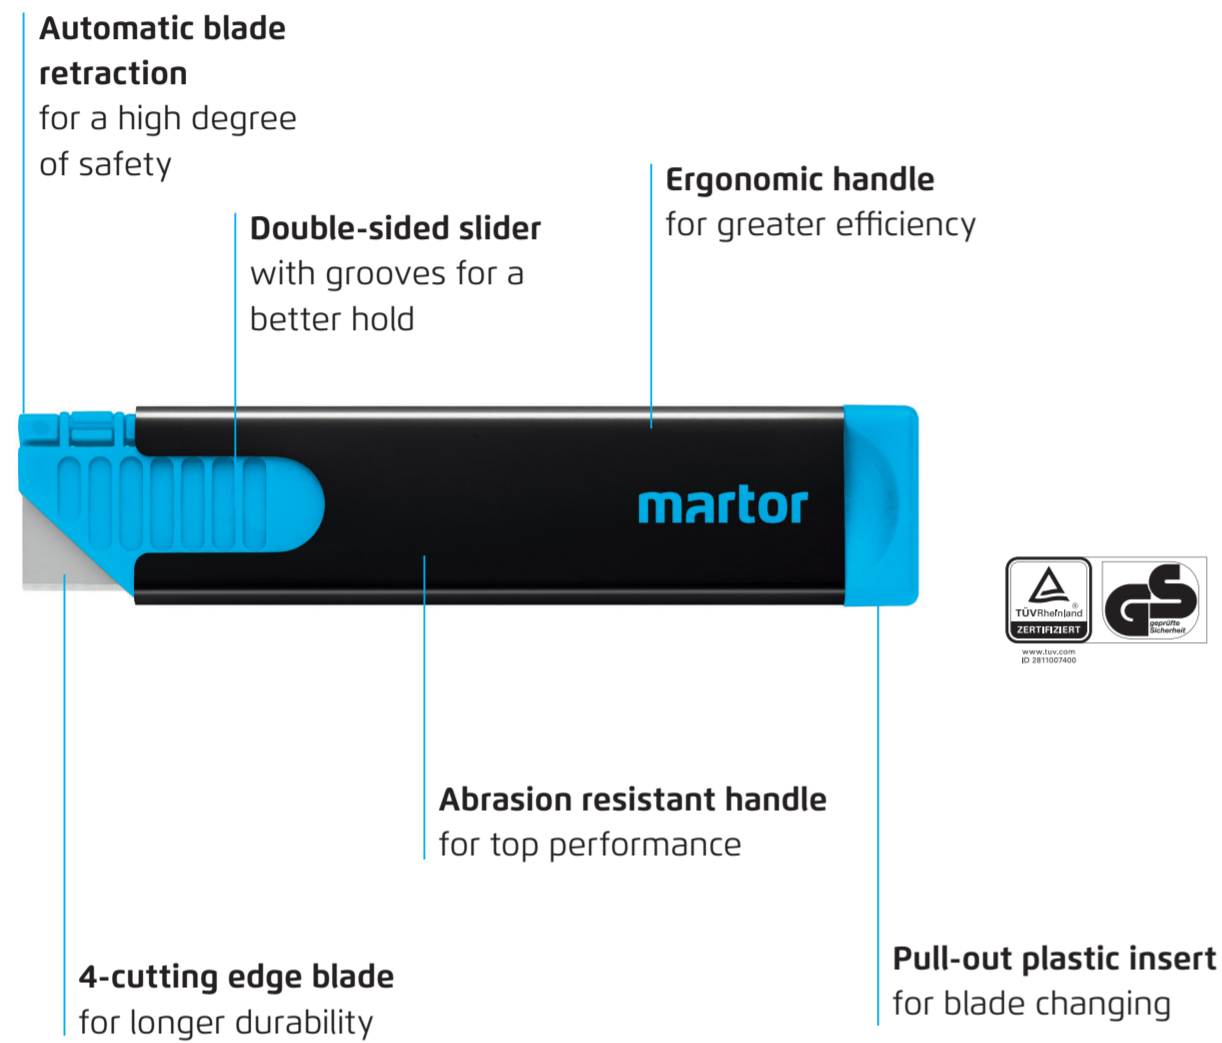 Automatic blade
retraction
for a high degree
of safety
Ergonomic handle
for greater efficiency
Double-sided slider
with grooves for a
better hold
martor
TÜVRheinland
®
ZERTIFIZIERT
www.tuv.com
ID 2811007400
GS
geprüfte
Sicherheit
Abrasion resistant handle
for top performance
4-cutting edge blade
for longer durability
Pull-out plastic insert
for blade changing